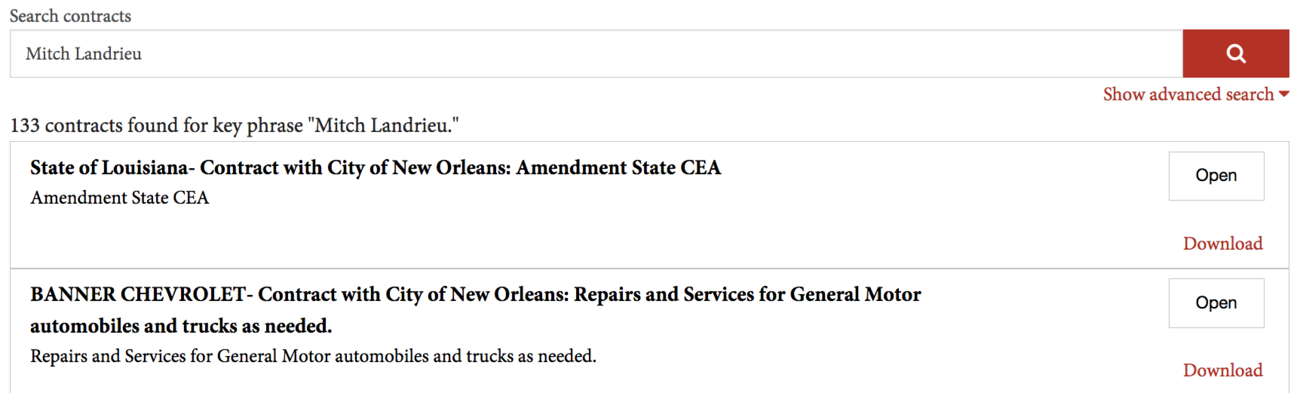 Search contracts
Mitch Landrieu
Show advanced search
133 contracts found for key phrase "Mitch Landrieu."
State of Louisiana- Contract with City of New Orleans: Amendment State CEA
Open
Amendment State CEA
Download
BANNER CHEVROLET- Contract with City of New Orleans: Repairs and Services for General Motor
automobiles and trucks as needed.
Open
Repairs and Services for General Motor automobiles and trucks as needed.
Download